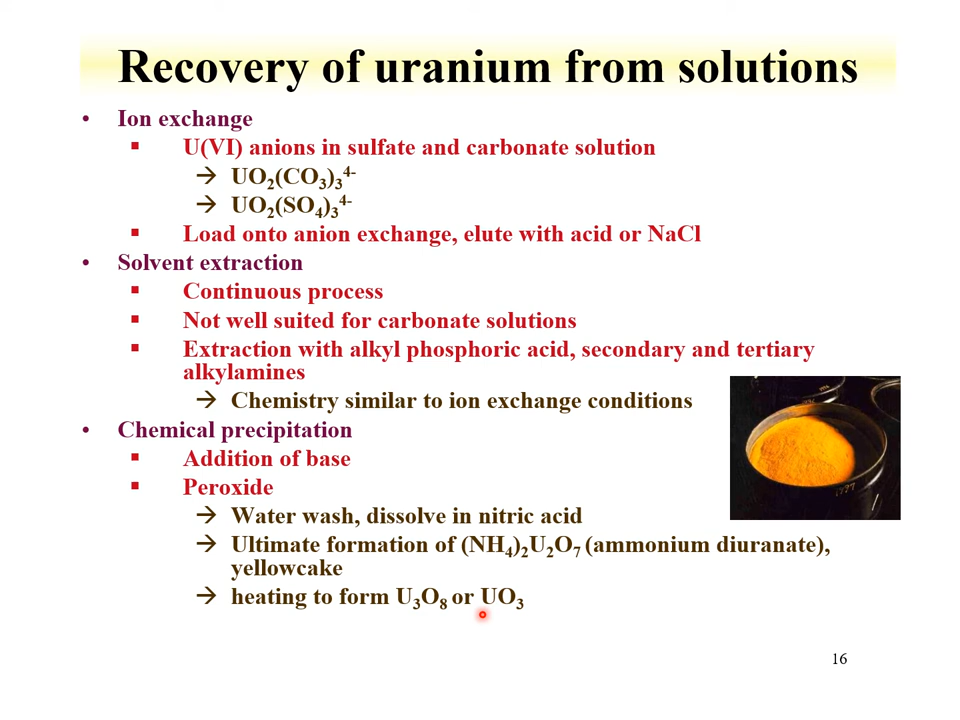 Recovery of uranium from solutions
• Ion exchange
▪ U(VI) anions in sulfate and carbonate solution
→ UO₂(CO₃)₃⁴⁻
→ UO₂(SO₄)₃⁴⁻
▪ Load onto anion exchange, elute with acid or NaCl
• Solvent extraction
▪ Continuous process
▪ Not well suited for carbonate solutions
▪ Extraction with alkyl phosphoric acid, secondary and tertiary
alkylamines
→ Chemistry similar to ion exchange conditions
• Chemical precipitation
▪ Addition of base
▪ Peroxide
→ Water wash, dissolve in nitric acid
→ Ultimate formation of (NH₄)₂U₂O₇ (ammonium diuranate),
yellowcake
→ heating to form U₃O₈ or UO₃
16